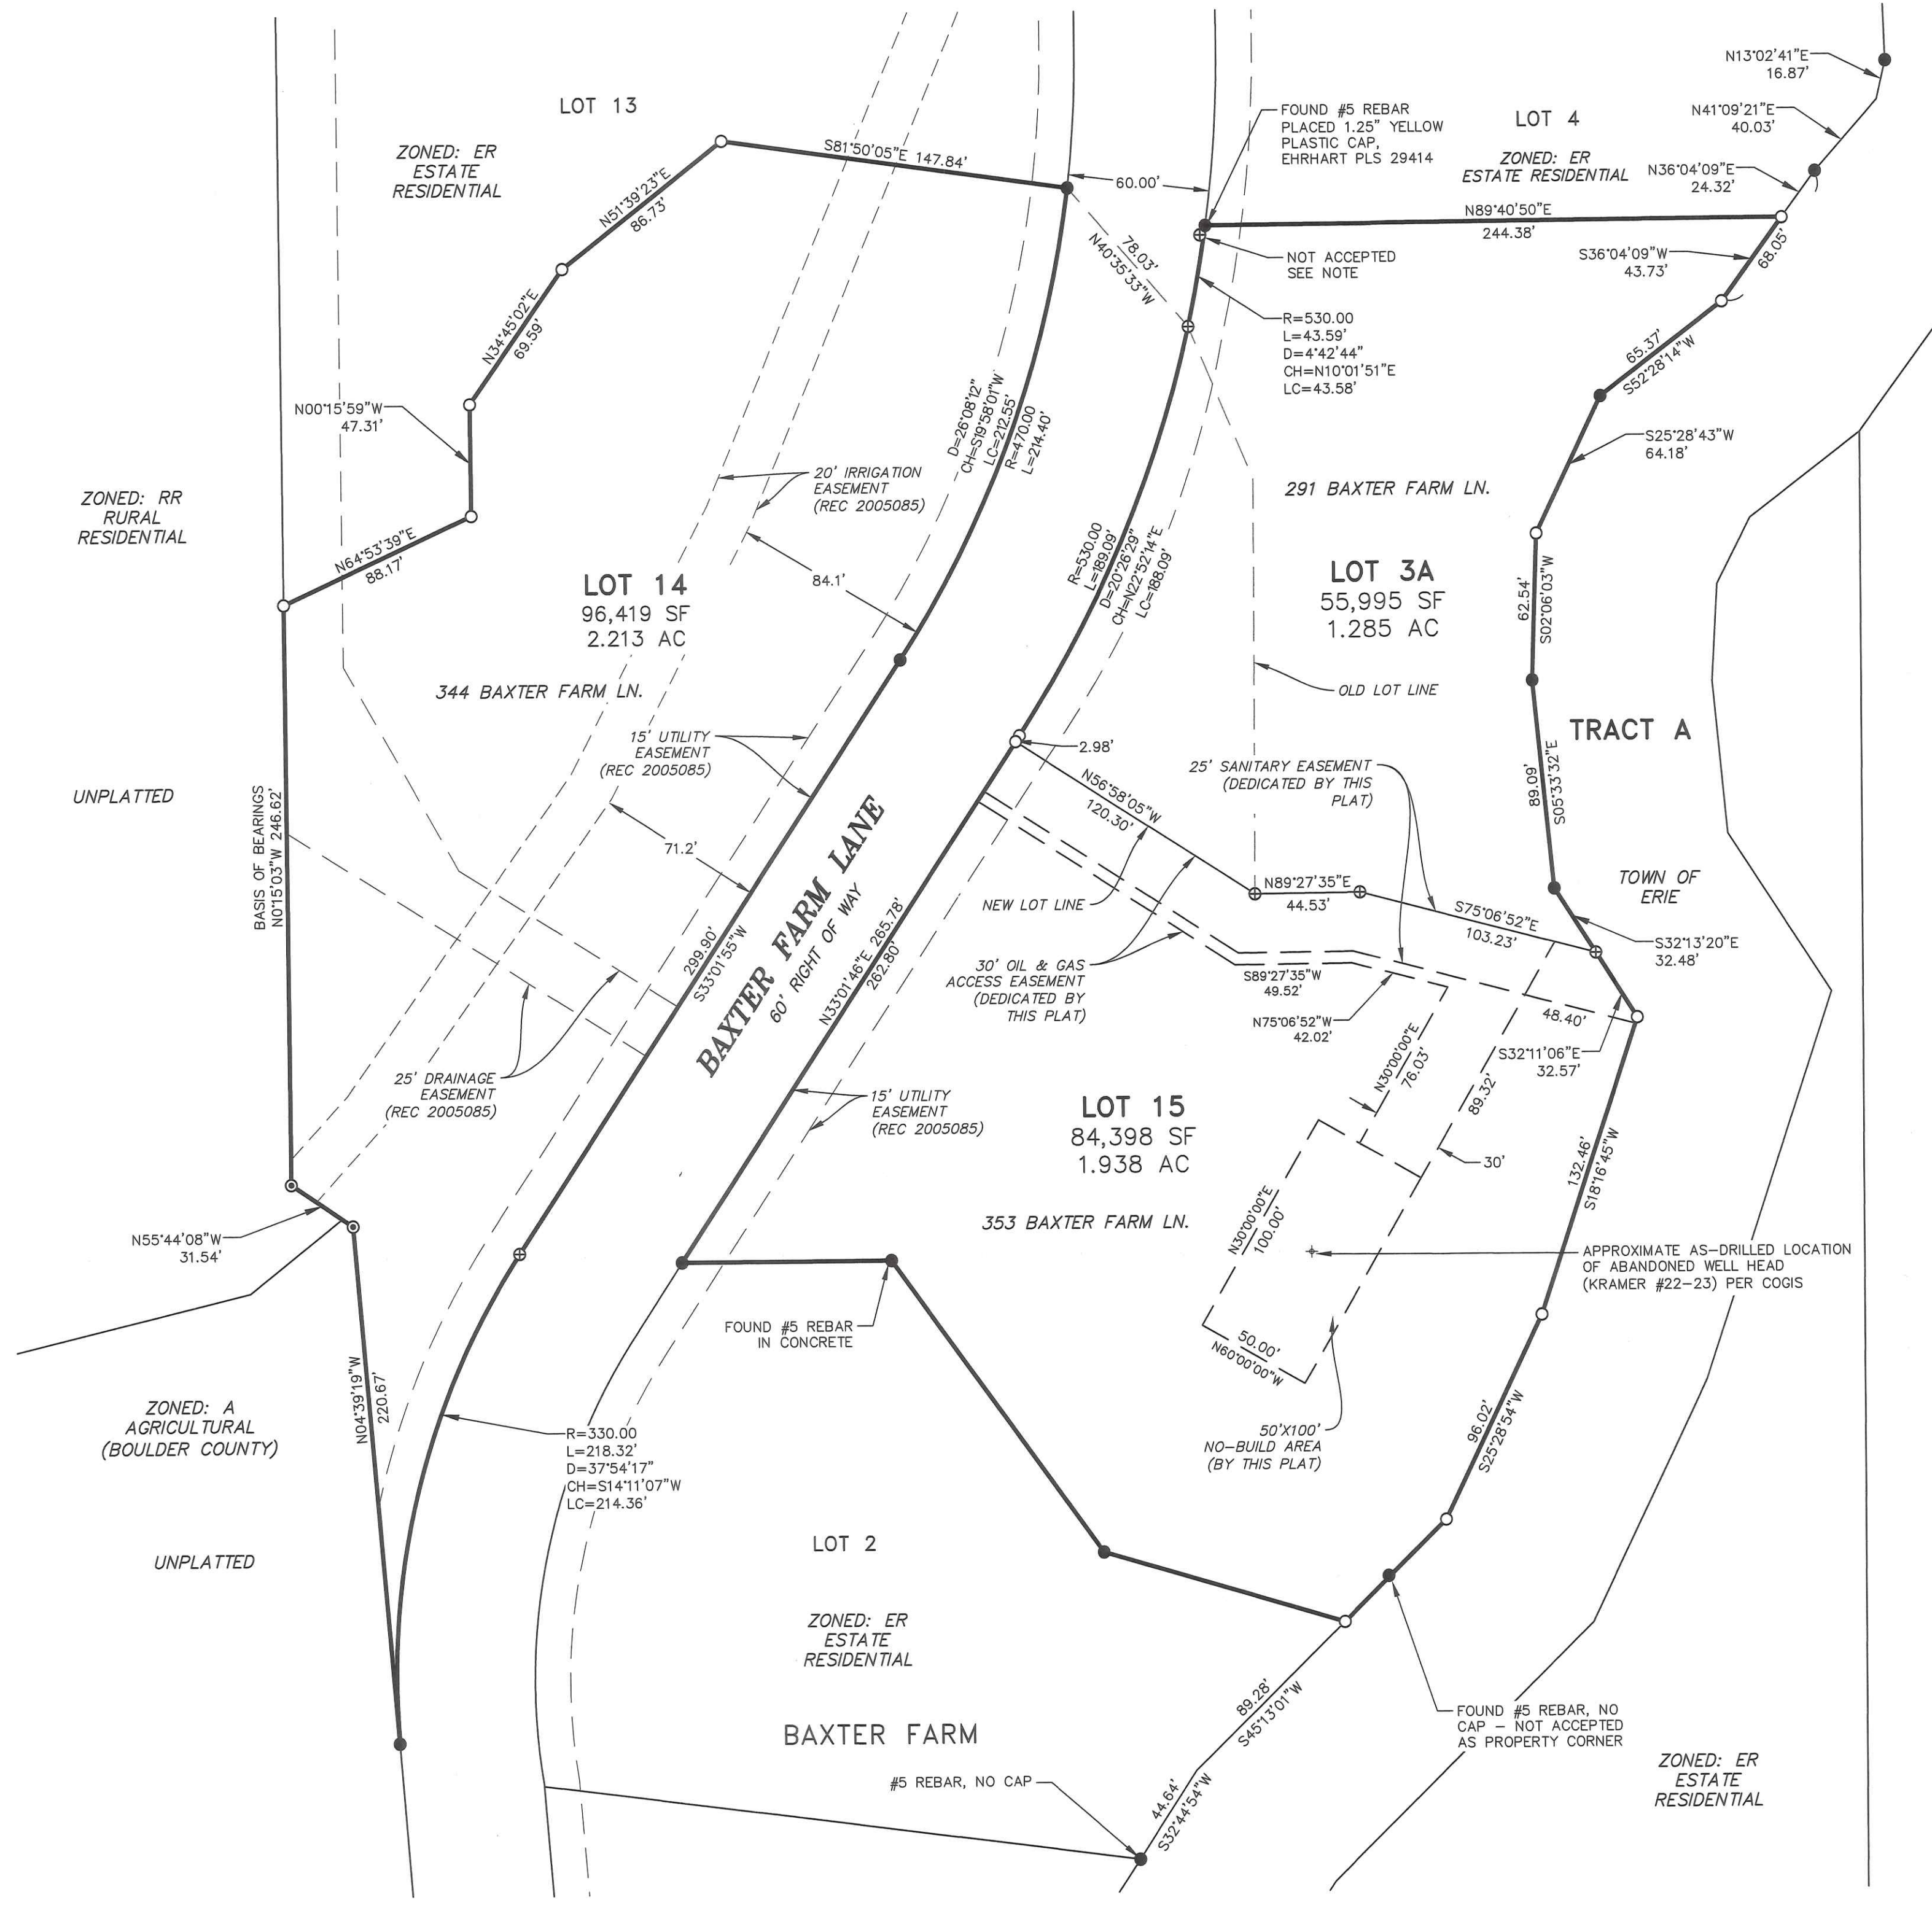 LOT 13
ZONED: ER
ESTATE
RESIDENTIAL
S81°50'05"E 147.84'
N51°39'23"E
86.73'
N34°45'02"E
69.59'
N00°15'59"W
47.31'
N64°53'39"E
88.17'
ZONED: RR
RURAL
RESIDENTIAL
60.00'
FOUND #5 REBAR
PLACED 1.25" YELLOW
PLASTIC CAP,
EHRHART PLS 29414
LOT 4
ZONED: ER
ESTATE RESIDENTIAL
N13°02'41"E
16.87'
N41°09'21"E
40.03'
N36°04'09"E
24.32'
N89°40'50"E
244.38'
S36°04'09"W
43.73'
68.05'
78.03'
N40°35'33"W
NOT ACCEPTED
SEE NOTE
R=530.00
L=43.59'
D=4°42'44"
CH=N10°01'51"E
LC=43.58'
65.37'
S52°28'14"W
S25°28'43"W
64.18'
D=26°08'12"
CH=S19°58'01"W
LC=212.55'
R=470.00
L=214.40'
20' IRRIGATION
EASEMENT
(REC 2005085)
84.1'
291 BAXTER FARM LN.
R=530.00
L=189.09'
D=20°26'29"
CH=N22°52'14"E
LC=188.09'
LOT 14
96,419 SF
2.213 AC
344 BAXTER FARM LN.
LOT 3A
55,995 SF
1.285 AC
62.54'
S02°06'03"W
OLD LOT LINE
TRACT A
15' UTILITY
EASEMENT
(REC 2005085)
2.98'
N56°58'05"W
120.30'
25' SANITARY EASEMENT
(DEDICATED BY THIS
PLAT)
89.09'
S05°33'32"E
UNPLATTED
BASIS OF BEARINGS
N0°15'03"W 246.62'
71.2'
BAXTER FARM LANE
60' RIGHT OF WAY
299.90'
S33°01'55"W
N33°01'46"E 265.78'
262.80'
NEW LOT LINE
N89°27'35"E
44.53'
S75°06'52"E
103.23'
TOWN OF
ERIE
S32°13'20"E
32.48'
30' OIL & GAS
ACCESS EASEMENT
(DEDICATED BY
THIS PLAT)
S89°27'35"W
49.52'
N75°06'52"W
42.02'
48.40'
S32°11'06"E
32.57'
N30°00'00"E
76.03'
89.32'
25' DRAINAGE
EASEMENT
(REC 2005085)
15' UTILITY
EASEMENT
(REC 2005085)
LOT 15
84,398 SF
1.938 AC
30'
132.46'
S18°16'45"W
353 BAXTER FARM LN.
N30°00'00"E
100.00'
N55°44'08"W
31.54'
APPROXIMATE AS-DRILLED LOCATION
OF ABANDONED WELL HEAD
(KRAMER #22-23) PER COGIS
FOUND #5 REBAR
IN CONCRETE
50.00'
N60°00'00"W
N04°39'19"W
220.67'
ZONED: A
AGRICULTURAL
(BOULDER COUNTY)
R=330.00
L=218.32'
D=37°54'17"
CH=S14°11'07"W
LC=214.36'
50'X100'
NO-BUILD AREA
(BY THIS PLAT)
96.02'
S25°28'54"W
UNPLATTED
LOT 2
ZONED: ER
ESTATE
RESIDENTIAL
89.28'
S45°13'01"W
FOUND #5 REBAR, NO
CAP - NOT ACCEPTED
AS PROPERTY CORNER
BAXTER FARM
#5 REBAR, NO CAP
44.64'
S32°44'54"W
ZONED: ER
ESTATE
RESIDENTIAL